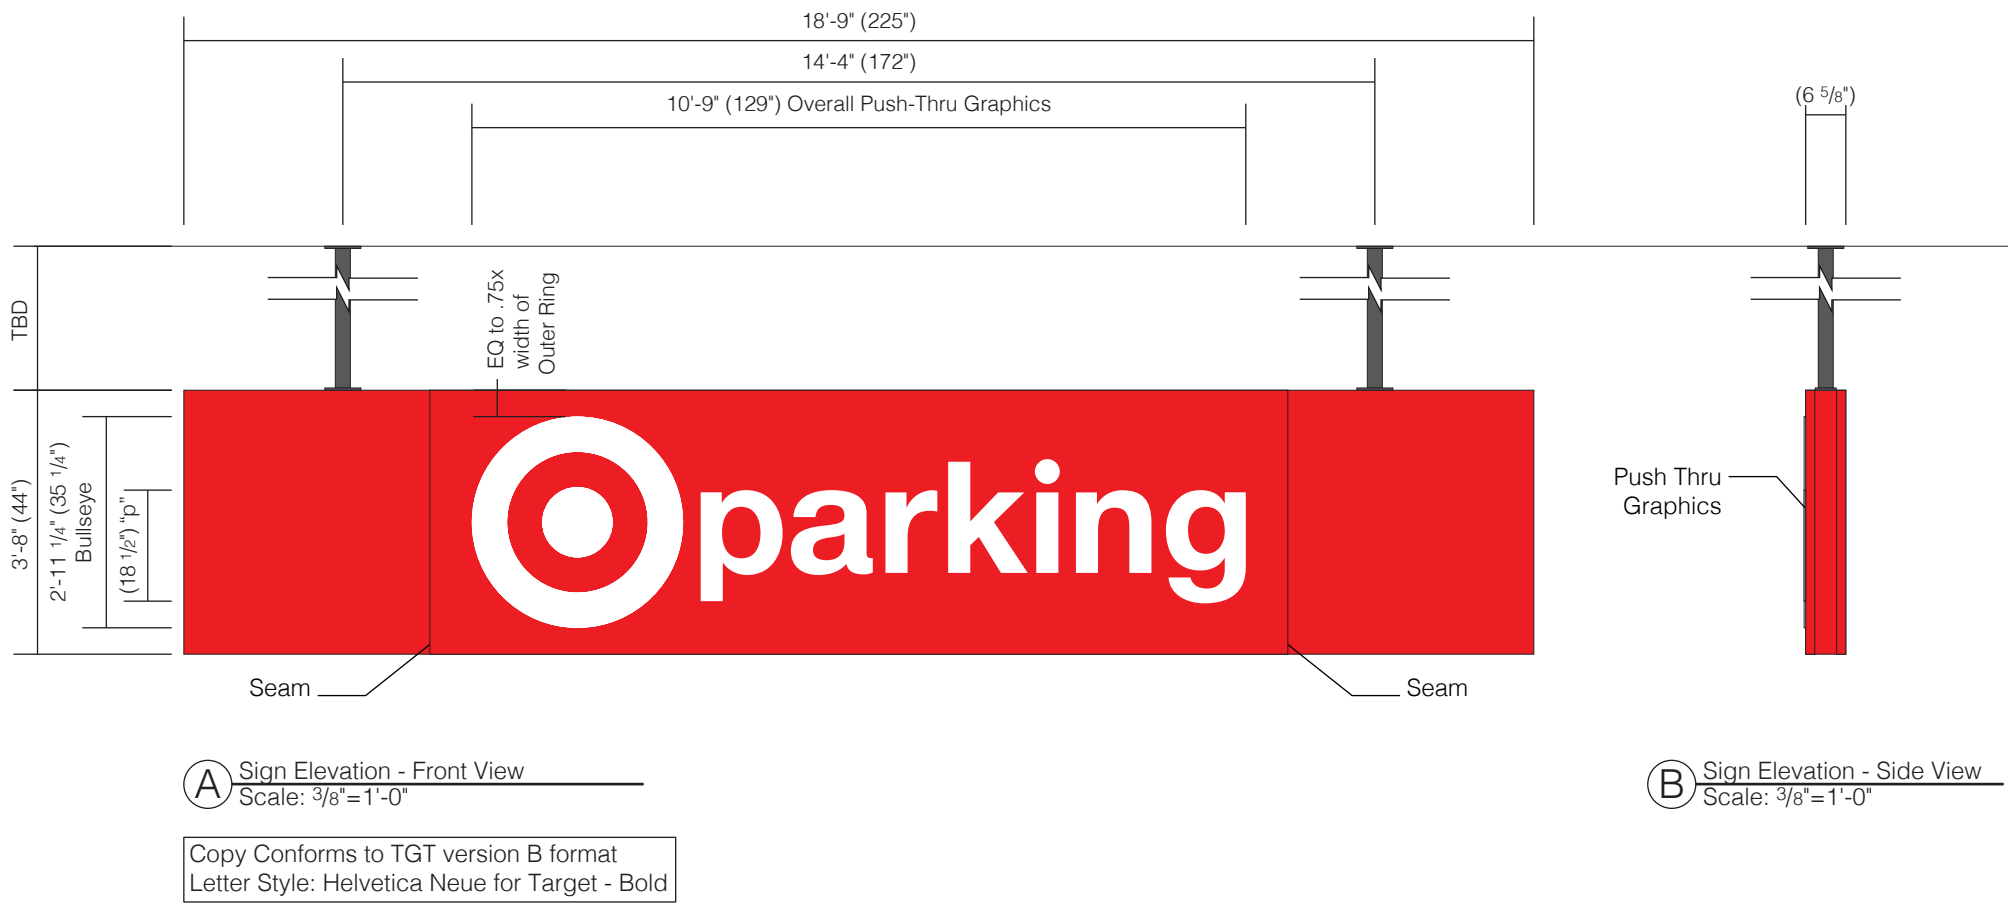 18'-9" (225")
14'-4" (172")
10'-9" (129") Overall Push-Thru Graphics
(6 5/8")
TBD
EQ to .75x
width of
Outer Ring
3'-8" (44")
2'-11 1/4" (35 1/4")
Bullseye
(18 1/2") “p”
parking
Push Thru
Graphics
Seam
Seam
A
Sign Elevation - Front View
Scale: 3/8"=1'-0"
B
Sign Elevation - Side View
Scale: 3/8"=1'-0"
Copy Conforms to TGT version B format
Letter Style: Helvetica Neue for Target - Bold